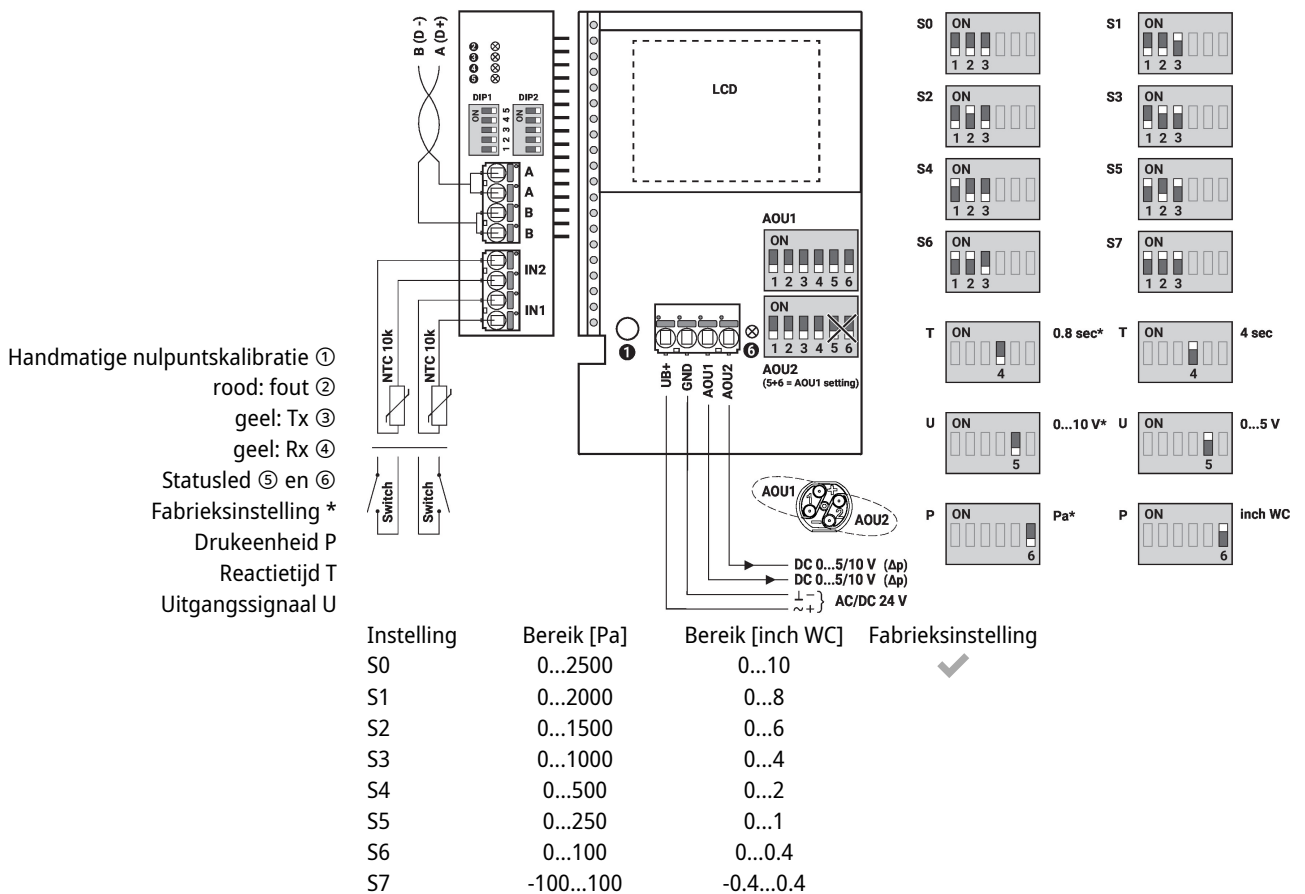 B (D -)
A (D+)
❷
❸
❹
❺
DIP1
DIP2
ON
1 2 3 4 5
ON
A
A
B
B
IN2
IN1
NTC 10k
NTC 10k
Switch
Switch
LCD
AOU1
ON
1 2 3 4 5 6
ON
1 2 3 4 5 6
AOU2
(5+6 = AOU1 setting)
❶
❻
UB+
GND
AOU1
AOU2
AOU1
1
+
2
−
AOU2
DC 0...5/10 V (Δp)
DC 0...5/10 V (Δp)
⊥ −
~ +
} AC/DC 24 V
S0
ON
1 2 3
S1
ON
1 2 3
S2
ON
1 2 3
S3
ON
1 2 3
S4
ON
1 2 3
S5
ON
1 2 3
S6
ON
1 2 3
S7
ON
1 2 3
T
ON
4
0.8 sec*
T
ON
4
4 sec
U
ON
5
0...10 V*
U
ON
5
0...5 V
P
ON
6
Pa*
P
ON
6
inch WC
Handmatige nulpuntskalibratie ①
rood: fout ②
geel: Tx ③
geel: Rx ④
Statusled ⑤ en ⑥
Fabrieksinstelling *
Drukeenheid P
Reactietijd T
Uitgangssignaal U
Instelling Bereik [Pa] Bereik [inch WC] Fabrieksinstelling
S0 0...2500 0...10 ✔
S1 0...2000 0...8
S2 0...1500 0...6
S3 0...1000 0...4
S4 0...500 0...2
S5 0...250 0...1
S6 0...100 0...0.4
S7 -100...100 -0.4...0.4